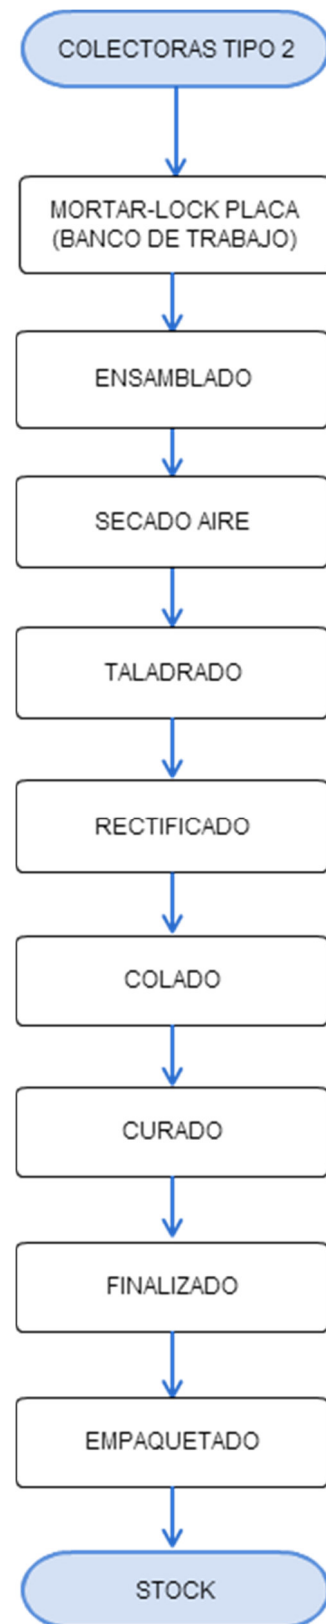 COLECTORAS TIPO 2
MORTAR-LOCK PLACA
(BANCO DE TRABAJO)
ENSAMBLADO
SECADO AIRE
TALADRADO
RECTIFICADO
COLADO
CURADO
FINALIZADO
EMPAQUETADO
STOCK